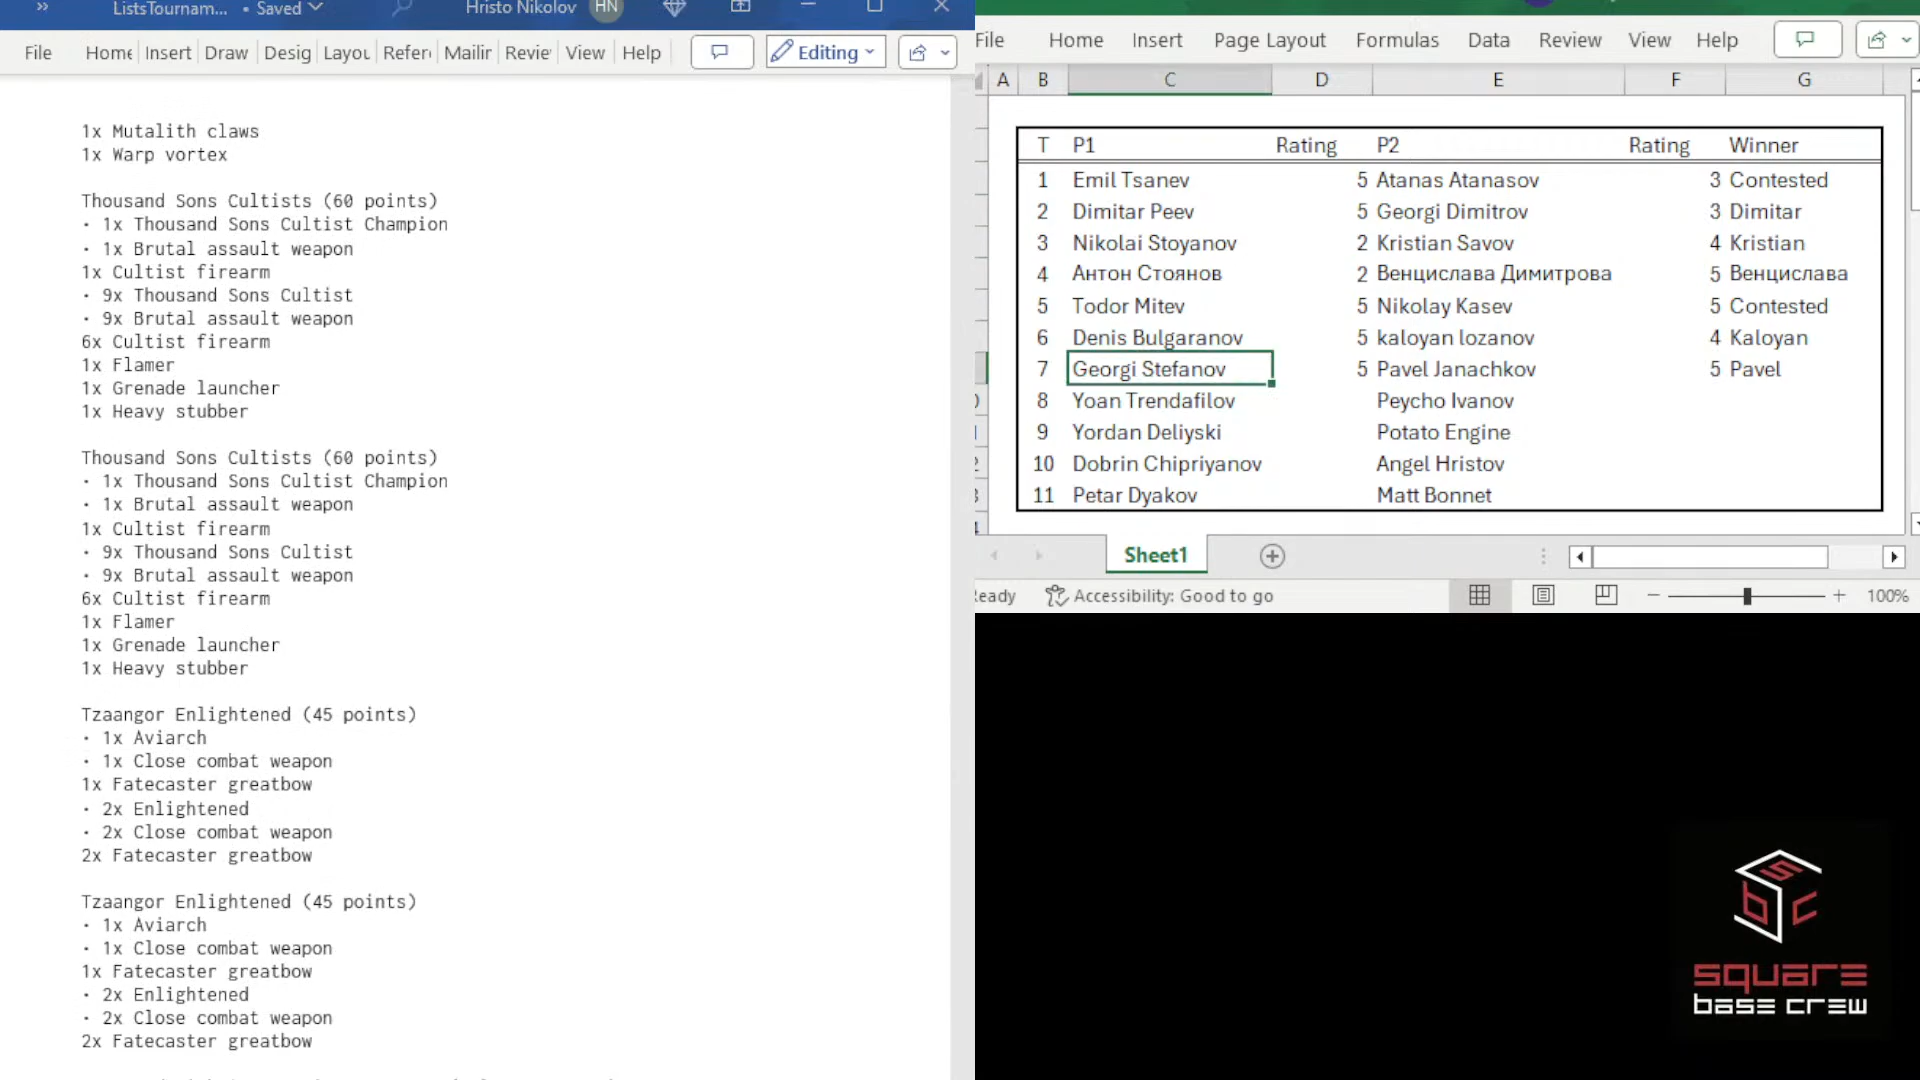 ListsTournam... • Saved
Hristo Nikolov HN
File Home Insert Draw Desig Layou Refer Mailin Revie View Help Editing
1x Mutalith claws
1x Warp vortex
Thousand Sons Cultists (60 points)
• 1x Thousand Sons Cultist Champion
• 1x Brutal assault weapon
1x Cultist firearm
• 9x Thousand Sons Cultist
• 9x Brutal assault weapon
6x Cultist firearm
1x Flamer
1x Grenade launcher
1x Heavy stubber
Thousand Sons Cultists (60 points)
• 1x Thousand Sons Cultist Champion
• 1x Brutal assault weapon
1x Cultist firearm
• 9x Thousand Sons Cultist
• 9x Brutal assault weapon
6x Cultist firearm
1x Flamer
1x Grenade launcher
1x Heavy stubber
Tzaangor Enlightened (45 points)
• 1x Aviarch
• 1x Close combat weapon
1x Fatecaster greatbow
• 2x Enlightened
• 2x Close combat weapon
2x Fatecaster greatbow
Tzaangor Enlightened (45 points)
• 1x Aviarch
• 1x Close combat weapon
1x Fatecaster greatbow
• 2x Enlightened
• 2x Close combat weapon
2x Fatecaster greatbow
File Home Insert Page Layout Formulas Data Review View Help
A B C D E F G
T P1 Rating P2 Rating Winner
1 Emil Tsanev 5 Atanas Atanasov 3 Contested
2 Dimitar Peev 5 Georgi Dimitrov 3 Dimitar
3 Nikolai Stoyanov 2 Kristian Savov 4 Kristian
4 Антон Стоянов 2 Венцислава Димитрова 5 Венцислава
5 Todor Mitev 5 Nikolay Kasev 5 Contested
6 Denis Bulgaranov 5 kaloyan lozanov 4 Kaloyan
7 Georgi Stefanov 5 Pavel Janachkov 5 Pavel
8 Yoan Trendafilov Peycho Ivanov
9 Yordan Deliyski Potato Engine
10 Dobrin Chipriyanov Angel Hristov
11 Petar Dyakov Matt Bonnet
Sheet1
eady Accessibility: Good to go 100%
sbc
square
base crew